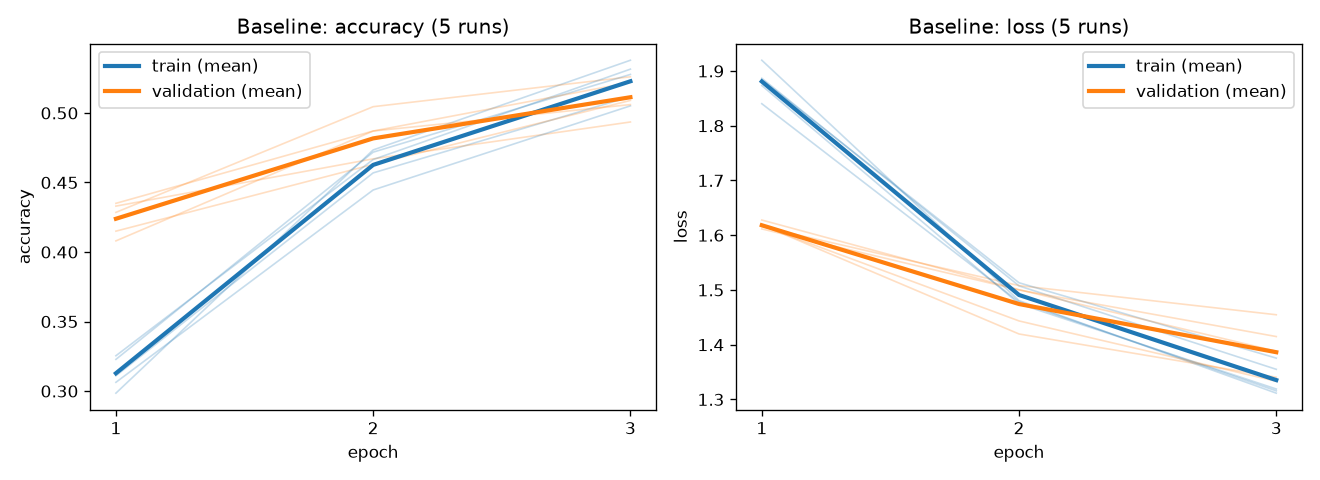 Baseline: accuracy (5 runs)
train (mean)
validation (mean)
accuracy
0.50
0.45
0.40
0.35
0.30
1
2
3
epoch
Baseline: loss (5 runs)
train (mean)
validation (mean)
loss
1.9
1.8
1.7
1.6
1.5
1.4
1.3
1
2
3
epoch